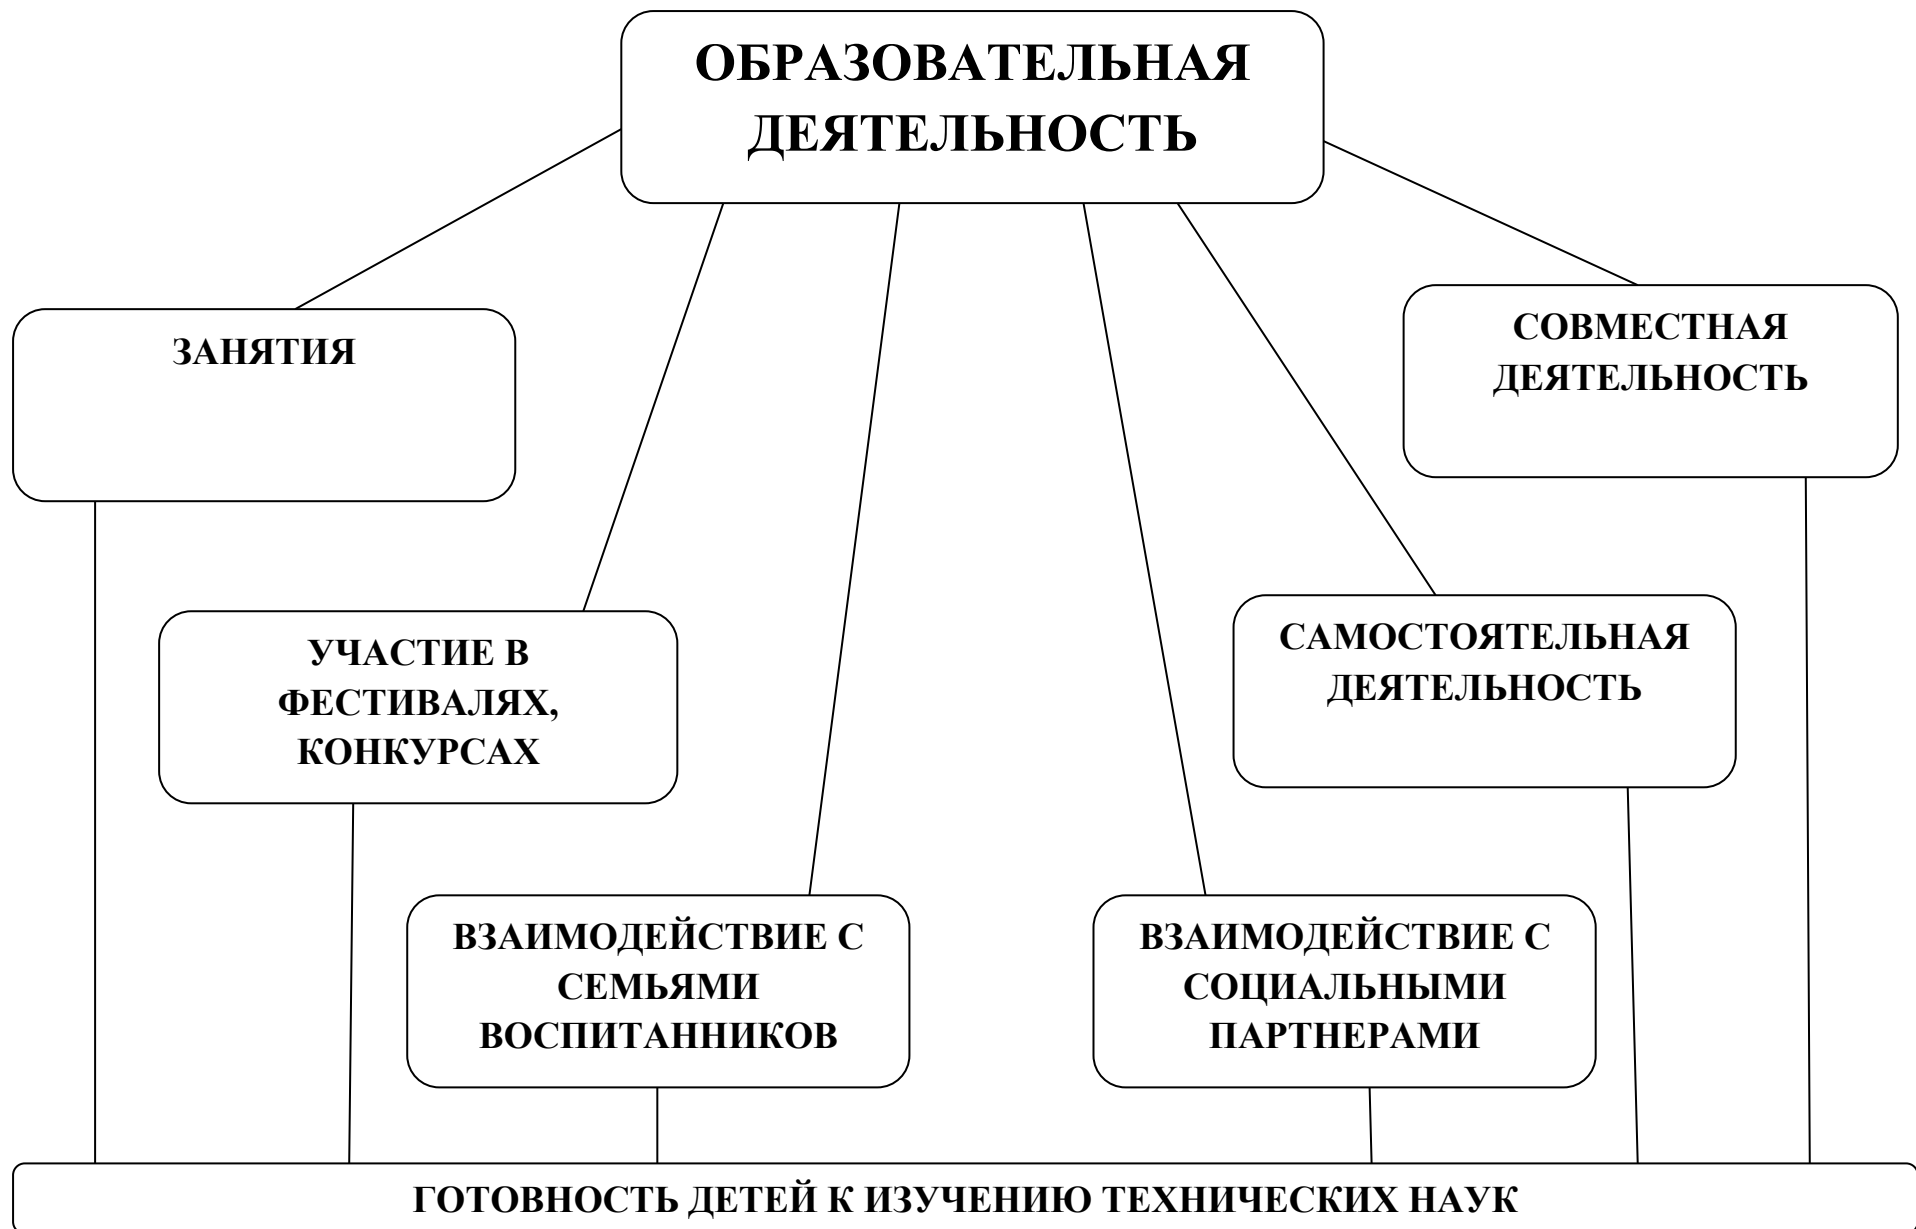 ОБРАЗОВАТЕЛЬНАЯ
ДЕЯТЕЛЬНОСТЬ
ЗАНЯТИЯ
СОВМЕСТНАЯ
ДЕЯТЕЛЬНОСТЬ
УЧАСТИЕ В
ФЕСТИВАЛЯХ,
КОНКУРСАХ
САМОСТОЯТЕЛЬНАЯ
ДЕЯТЕЛЬНОСТЬ
ВЗАИМОДЕЙСТВИЕ С
СЕМЬЯМИ
ВОСПИТАННИКОВ
ВЗАИМОДЕЙСТВИЕ С
СОЦИАЛЬНЫМИ
ПАРТНЕРАМИ
ГОТОВНОСТЬ ДЕТЕЙ К ИЗУЧЕНИЮ ТЕХНИЧЕСКИХ НАУК